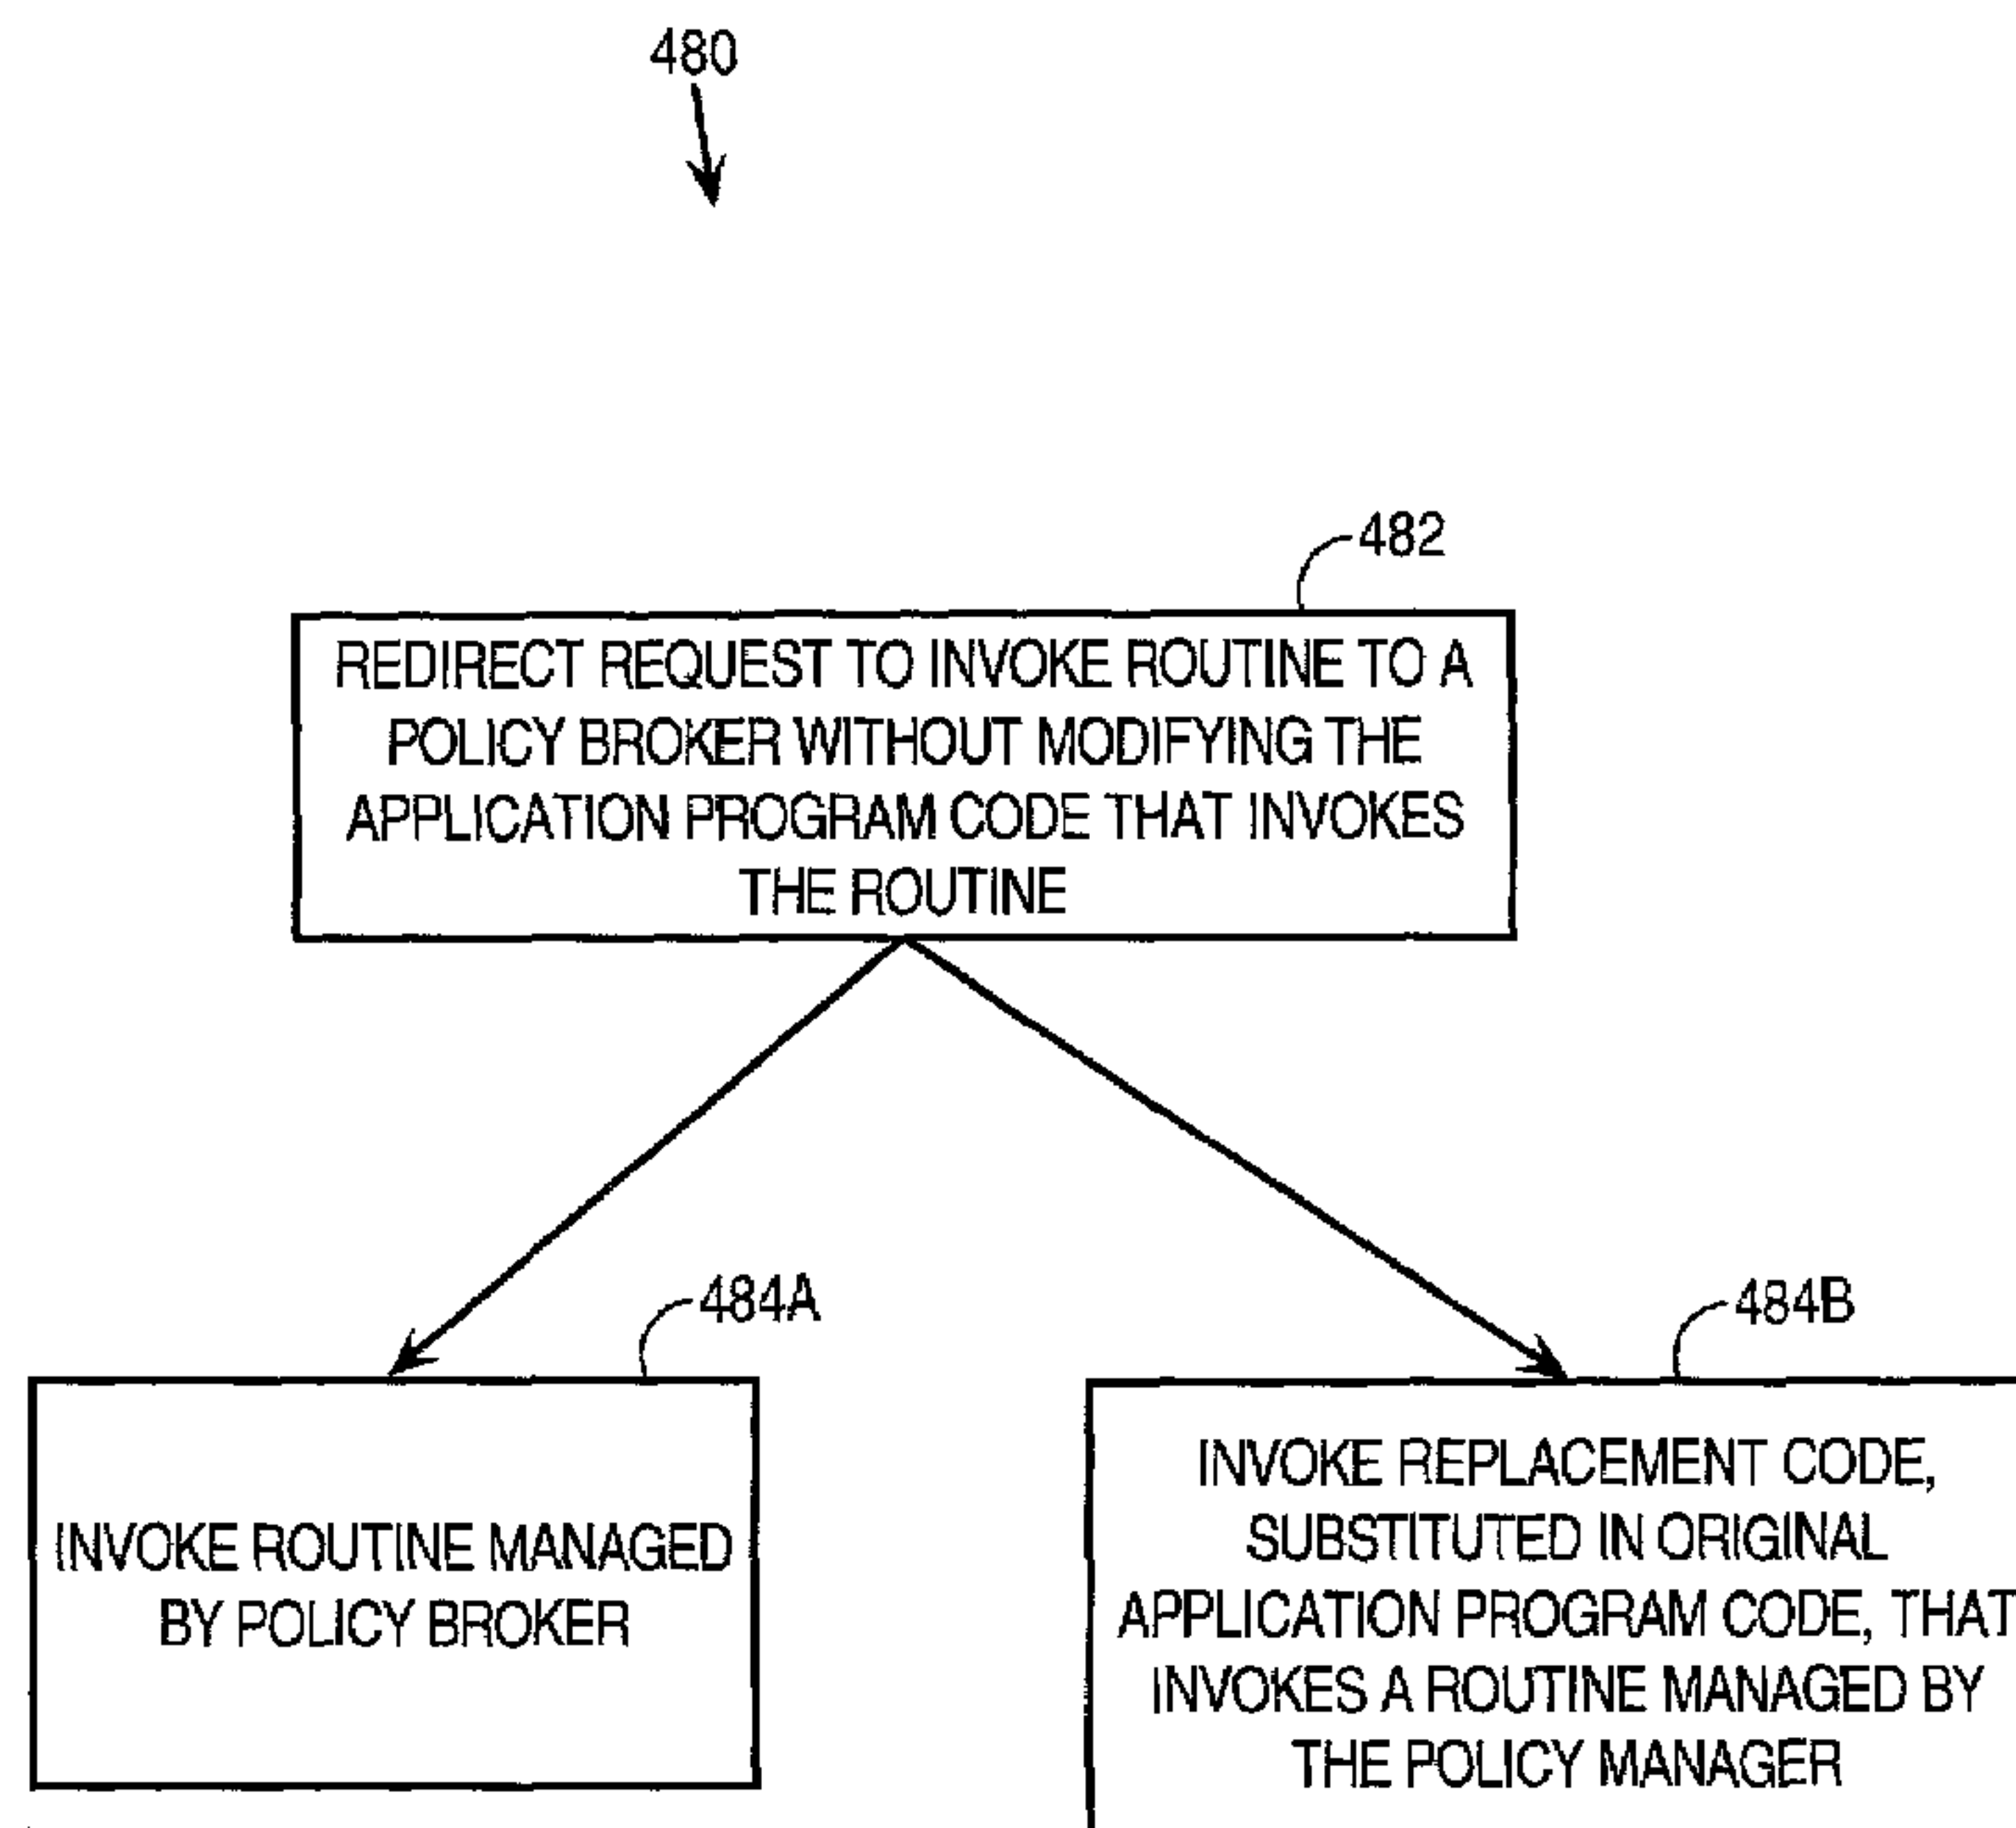 480
482
REDIRECT REQUEST TO INVOKE ROUTINE TO A
POLICY BROKER WITHOUT MODIFYING THE
APPLICATION PROGRAM CODE THAT INVOKES
THE ROUTINE
484A
INVOKE ROUTINE MANAGED
BY POLICY BROKER
484B
INVOKE REPLACEMENT CODE,
SUBSTITUTED IN ORIGINAL
APPLICATION PROGRAM CODE, THAT
INVOKES A ROUTINE MANAGED BY
THE POLICY MANAGER